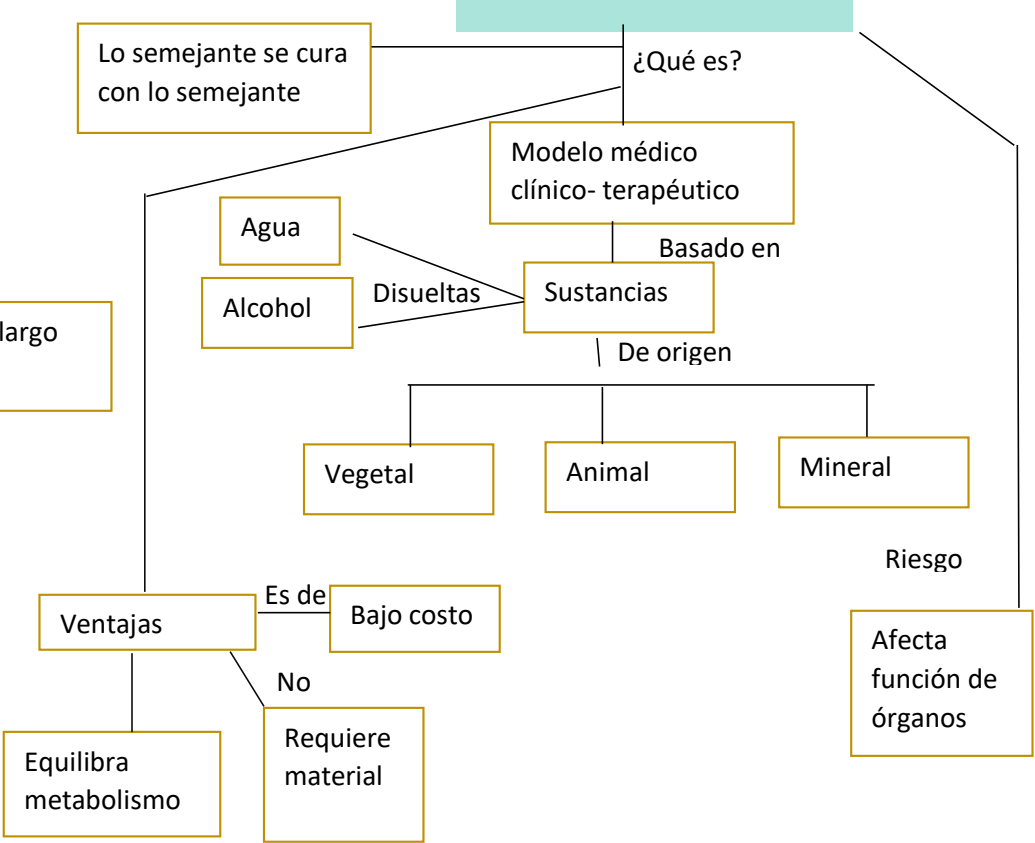 Lo semejante se cura
con lo semejante
¿Qué es?
Modelo médico
clínico- terapéutico
Agua
Basado en
Alcohol
Disueltas
Sustancias
largo
De origen
Vegetal
Animal
Mineral
Riesgo
Ventajas
Es de
Bajo costo
Afecta
función de
órganos
No
Requiere
material
Equilibra
metabolismo